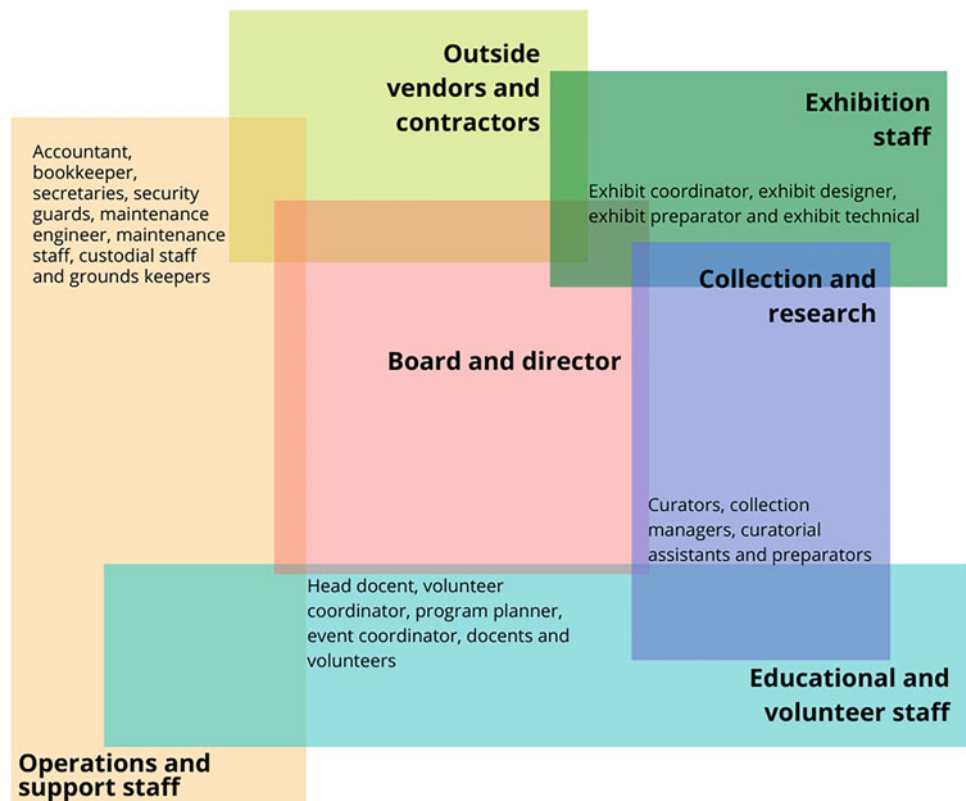 Outside
vendors and
contractors
Exhibition
staff
Accountant,
bookkeeper,
secretaries, security
guards, maintenance
engineer, maintenance
staff, custodial staff
and grounds keepers
Exhibit coordinator, exhibit designer,
exhibit preparator and exhibit technical
Collection and
research
Board and director
Curators, collection
managers, curatorial
assistants and preparators
Head docent, volunteer
coordinator, program planner,
event coordinator, docents and
volunteers
Educational and
volunteer staff
Operations and
support staff